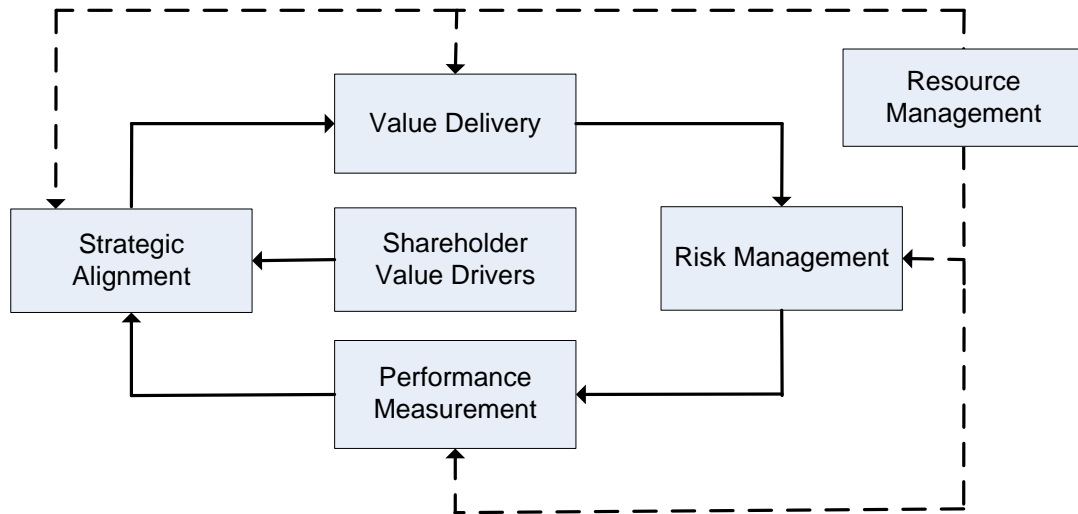 Value Delivery
Resource
Management
Strategic
Alignment
Shareholder
Value Drivers
Risk Management
Performance
Measurement